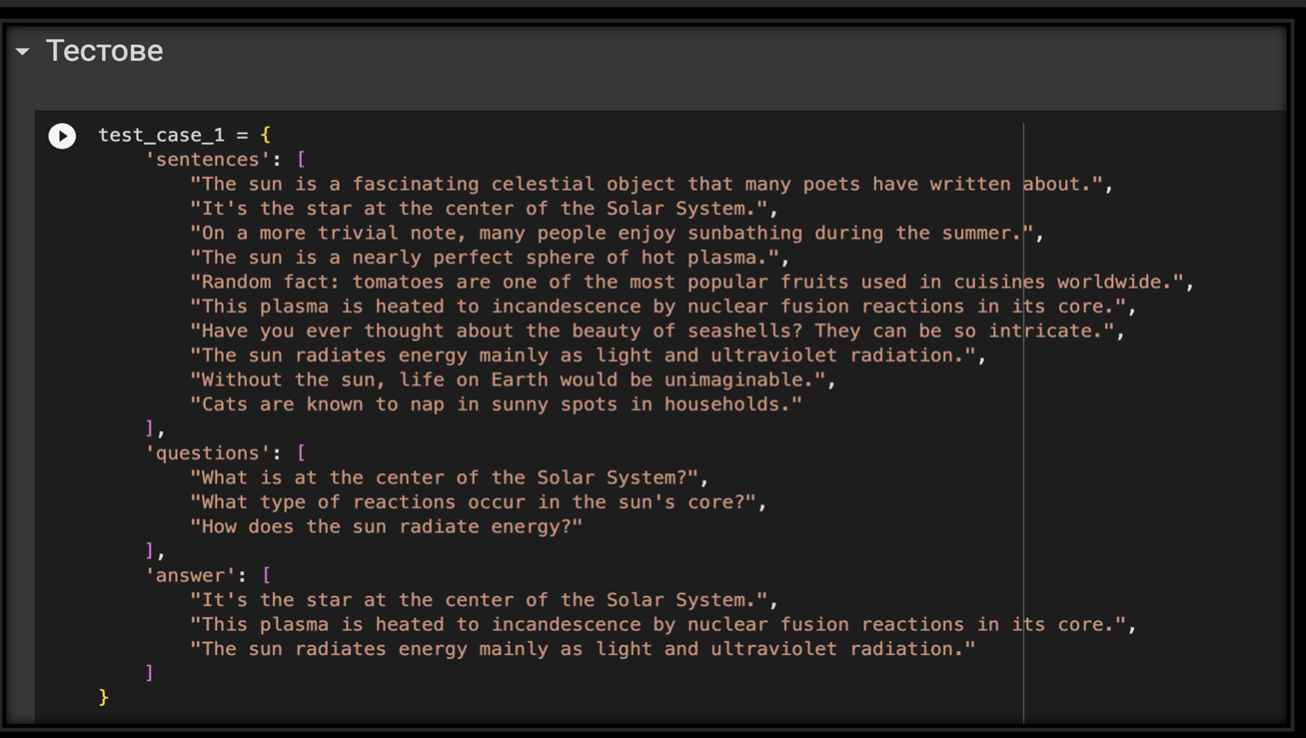 Тестове
test_case_1 = {
    'sentences': [
        "The sun is a fascinating celestial object that many poets have written about.",
        "It's the star at the center of the Solar System.",
        "On a more trivial note, many people enjoy sunbathing during the summer.",
        "The sun is a nearly perfect sphere of hot plasma.",
        "Random fact: tomatoes are one of the most popular fruits used in cuisines worldwide.",
        "This plasma is heated to incandescence by nuclear fusion reactions in its core.",
        "Have you ever thought about the beauty of seashells? They can be so intricate.",
        "The sun radiates energy mainly as light and ultraviolet radiation.",
        "Without the sun, life on Earth would be unimaginable.",
        "Cats are known to nap in sunny spots in households."
    ],
    'questions': [
        "What is at the center of the Solar System?",
        "What type of reactions occur in the sun's core?",
        "How does the sun radiate energy?"
    ],
    'answer': [
        "It's the star at the center of the Solar System.",
        "This plasma is heated to incandescence by nuclear fusion reactions in its core.",
        "The sun radiates energy mainly as light and ultraviolet radiation."
    ]
}